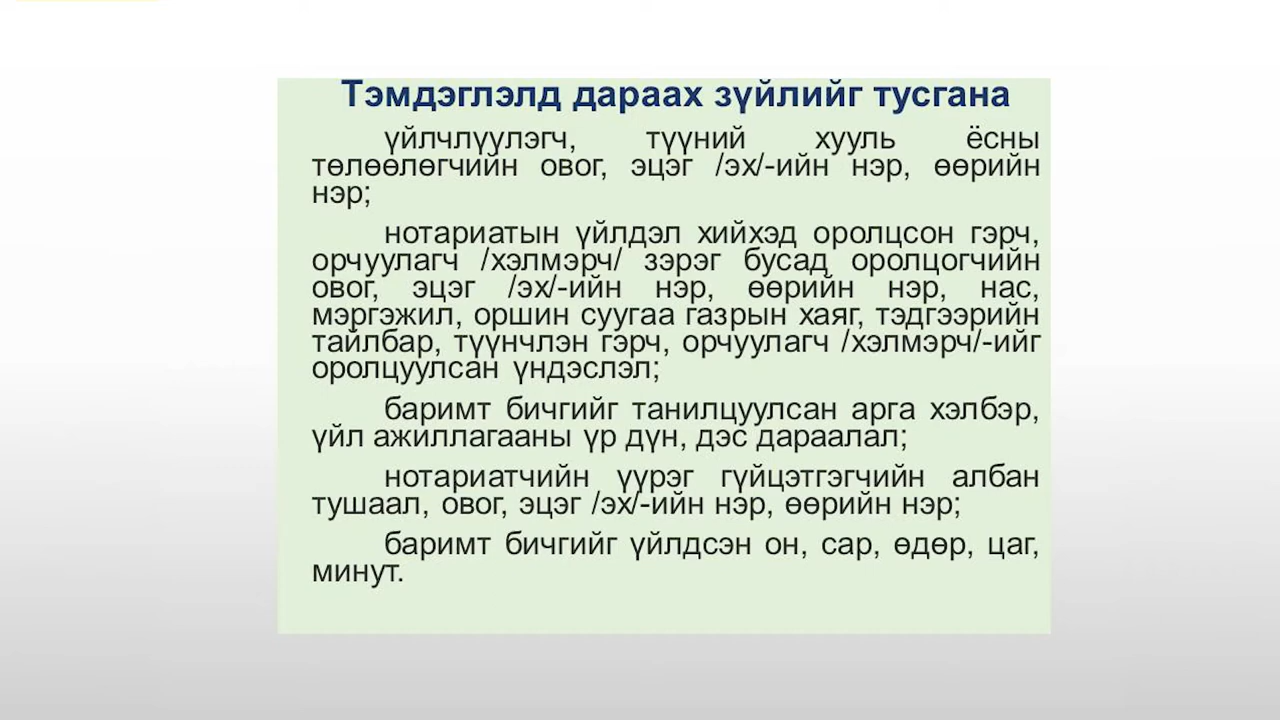 Тэмдэглэлд дараах зүйлийг тусгана
үйлчлүүлэгч, түүний хууль ёсны
төлөөлөгчийн овог, эцэг /эх/-ийн нэр, өөрийн
нэр;
нотариатын үйлдэл хийхэд оролцсон гэрч,
орчуулагч /хэлмэрч/ зэрэг бусад оролцогчийн
овог, эцэг /эх/-ийн нэр, өөрийн нэр, нас,
мэргэжил, оршин суугаа газрын хаяг, тэдгээрийн
тайлбар, түүнчлэн гэрч, орчуулагч /хэлмэрч/-ийг
оролцуулсан үндэслэл;
баримт бичгийг танилцуулсан арга хэлбэр,
үйл ажиллагааны үр дүн, дэс дараалал;
нотариатчийн үүрэг гүйцэтгэгчийн албан
тушаал, овог, эцэг /эх/-ийн нэр, өөрийн нэр;
баримт бичгийг үйлдсэн он, сар, өдөр, цаг,
минут.